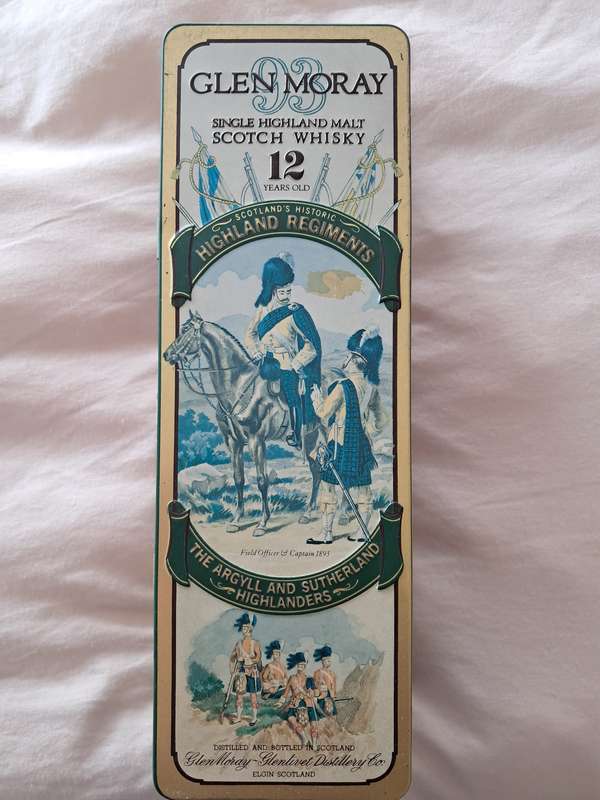 93
GLEN MORAY
SINGLE HIGHLAND MALT
SCOTCH WHISKY
12
YEARS OLD
SCOTLAND'S HISTORIC
HIGHLAND REGIMENTS
Field Officer & Captain 1895
THE ARGYLL AND SUTHERLAND
HIGHLANDERS
DISTILLED AND BOTTLED IN SCOTLAND
Glen Moray-Glenlivet Distillery Co.
ELGIN SCOTLAND